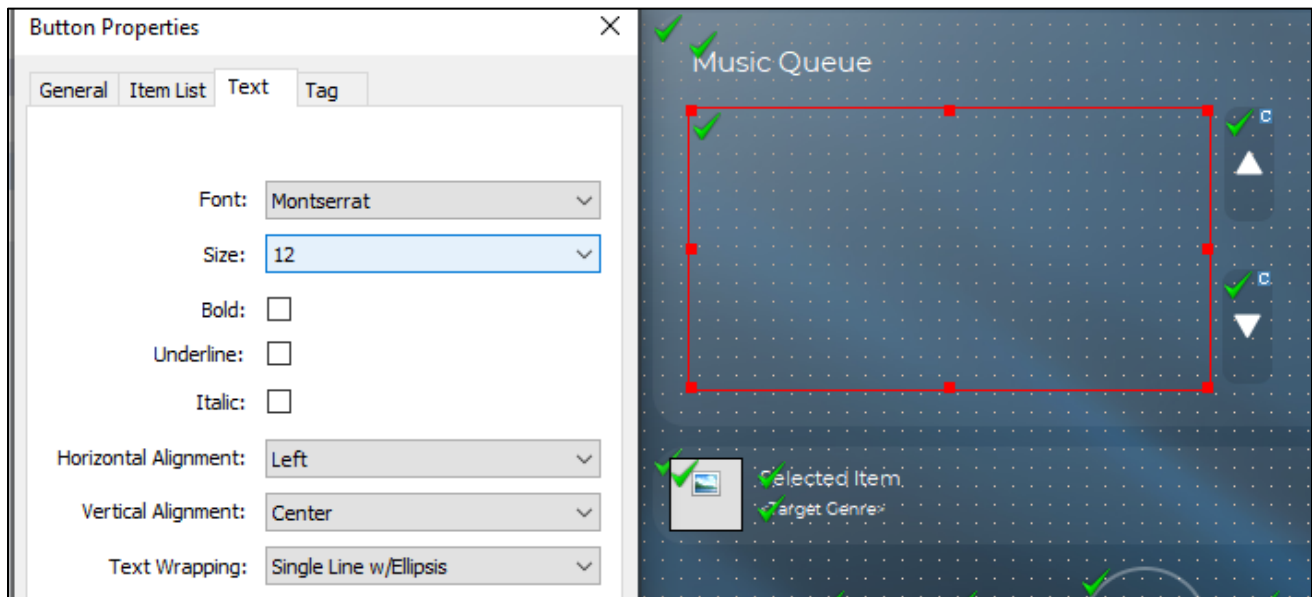 Button Properties
General Item List Text Tag
Font: Montserrat
Size: 12
Bold:
Underline:
Italic:
Horizontal Alignment: Left
Vertical Alignment: Center
Text Wrapping: Single Line w/Ellipsis
Music Queue
C
C
Selected Item
<Target Genre>